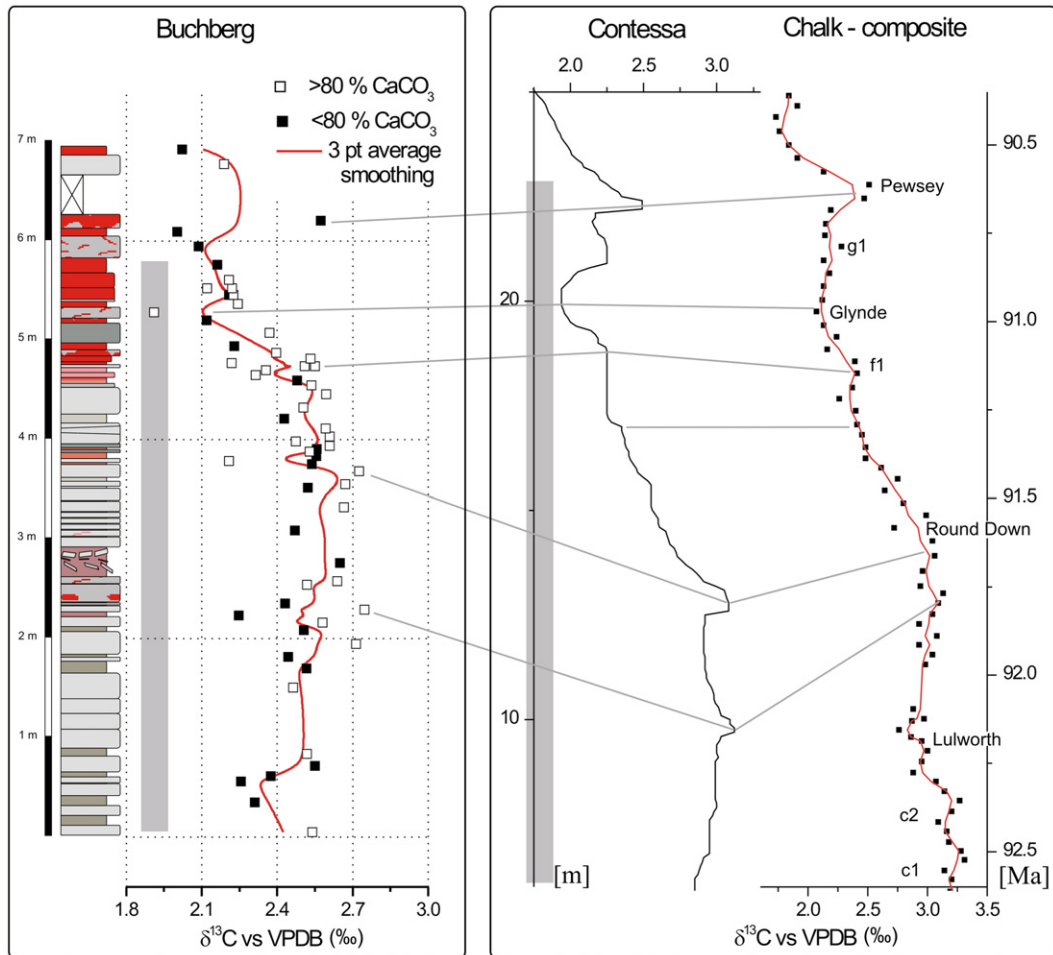 Buchberg
>80 % CaCO3
<80 % CaCO3
3 pt average
smoothing
7 m
6 m
5 m
4 m
3 m
2 m
1 m
1.8 2.1 2.4 2.7 3.0
δ13C vs VPDB (‰)
Contessa Chalk - composite
2.0 2.5 3.0
20
10
[m]
90.5
Pewsey
g1
91.0
Glynde
f1
91.5
Round Down
92.0
Lulworth
c2
92.5
c1
[Ma]
2.0 2.5 3.0 3.5
δ13C vs VPDB (‰)